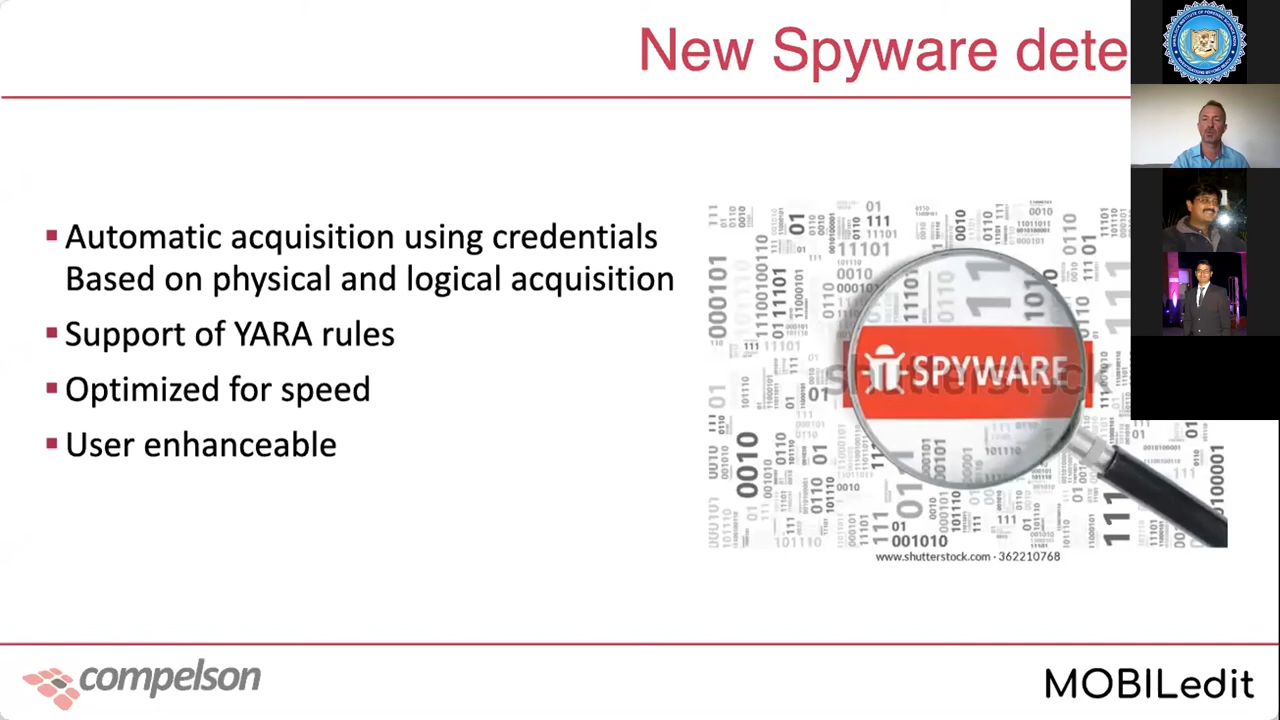 New Spyware dete
Automatic acquisition using credentials
Based on physical and logical acquisition
Support of YARA rules
Optimized for speed
User enhanceable
SPYWARE
www.shutterstock.com · 362210768
compelson
MOBILedit